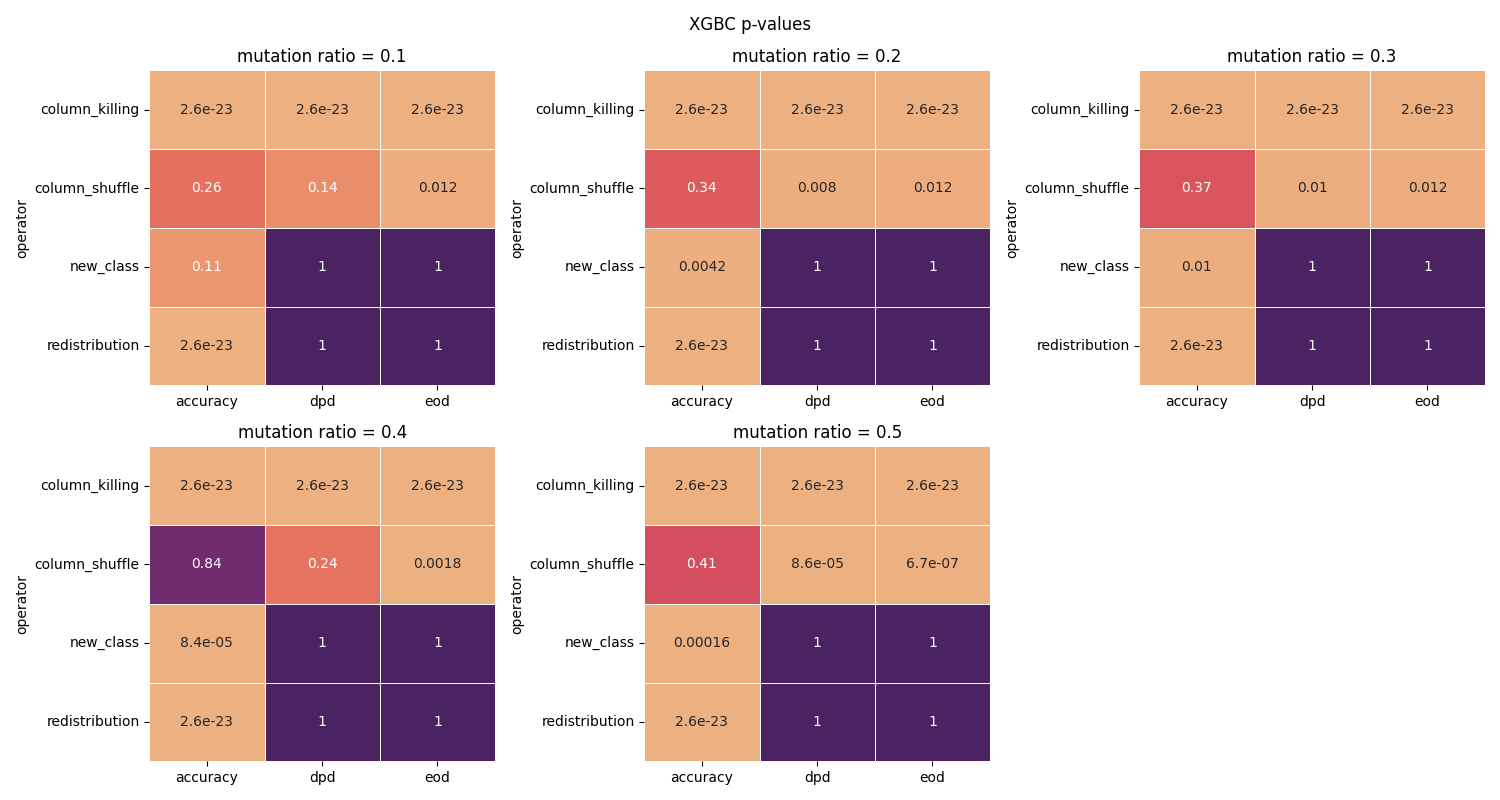 XGBC p-values
mutation ratio = 0.1
operator
column_killing 2.6e-23 2.6e-23 2.6e-23
column_shuffle 0.26 0.14 0.012
new_class 0.11 1 1
redistribution 2.6e-23 1 1
accuracy dpd eod
mutation ratio = 0.2
operator
column_killing 2.6e-23 2.6e-23 2.6e-23
column_shuffle 0.34 0.008 0.012
new_class 0.0042 1 1
redistribution 2.6e-23 1 1
accuracy dpd eod
mutation ratio = 0.3
operator
column_killing 2.6e-23 2.6e-23 2.6e-23
column_shuffle 0.37 0.01 0.012
new_class 0.01 1 1
redistribution 2.6e-23 1 1
accuracy dpd eod
mutation ratio = 0.4
operator
column_killing 2.6e-23 2.6e-23 2.6e-23
column_shuffle 0.84 0.24 0.0018
new_class 8.4e-05 1 1
redistribution 2.6e-23 1 1
accuracy dpd eod
mutation ratio = 0.5
operator
column_killing 2.6e-23 2.6e-23 2.6e-23
column_shuffle 0.41 8.6e-05 6.7e-07
new_class 0.00016 1 1
redistribution 2.6e-23 1 1
accuracy dpd eod